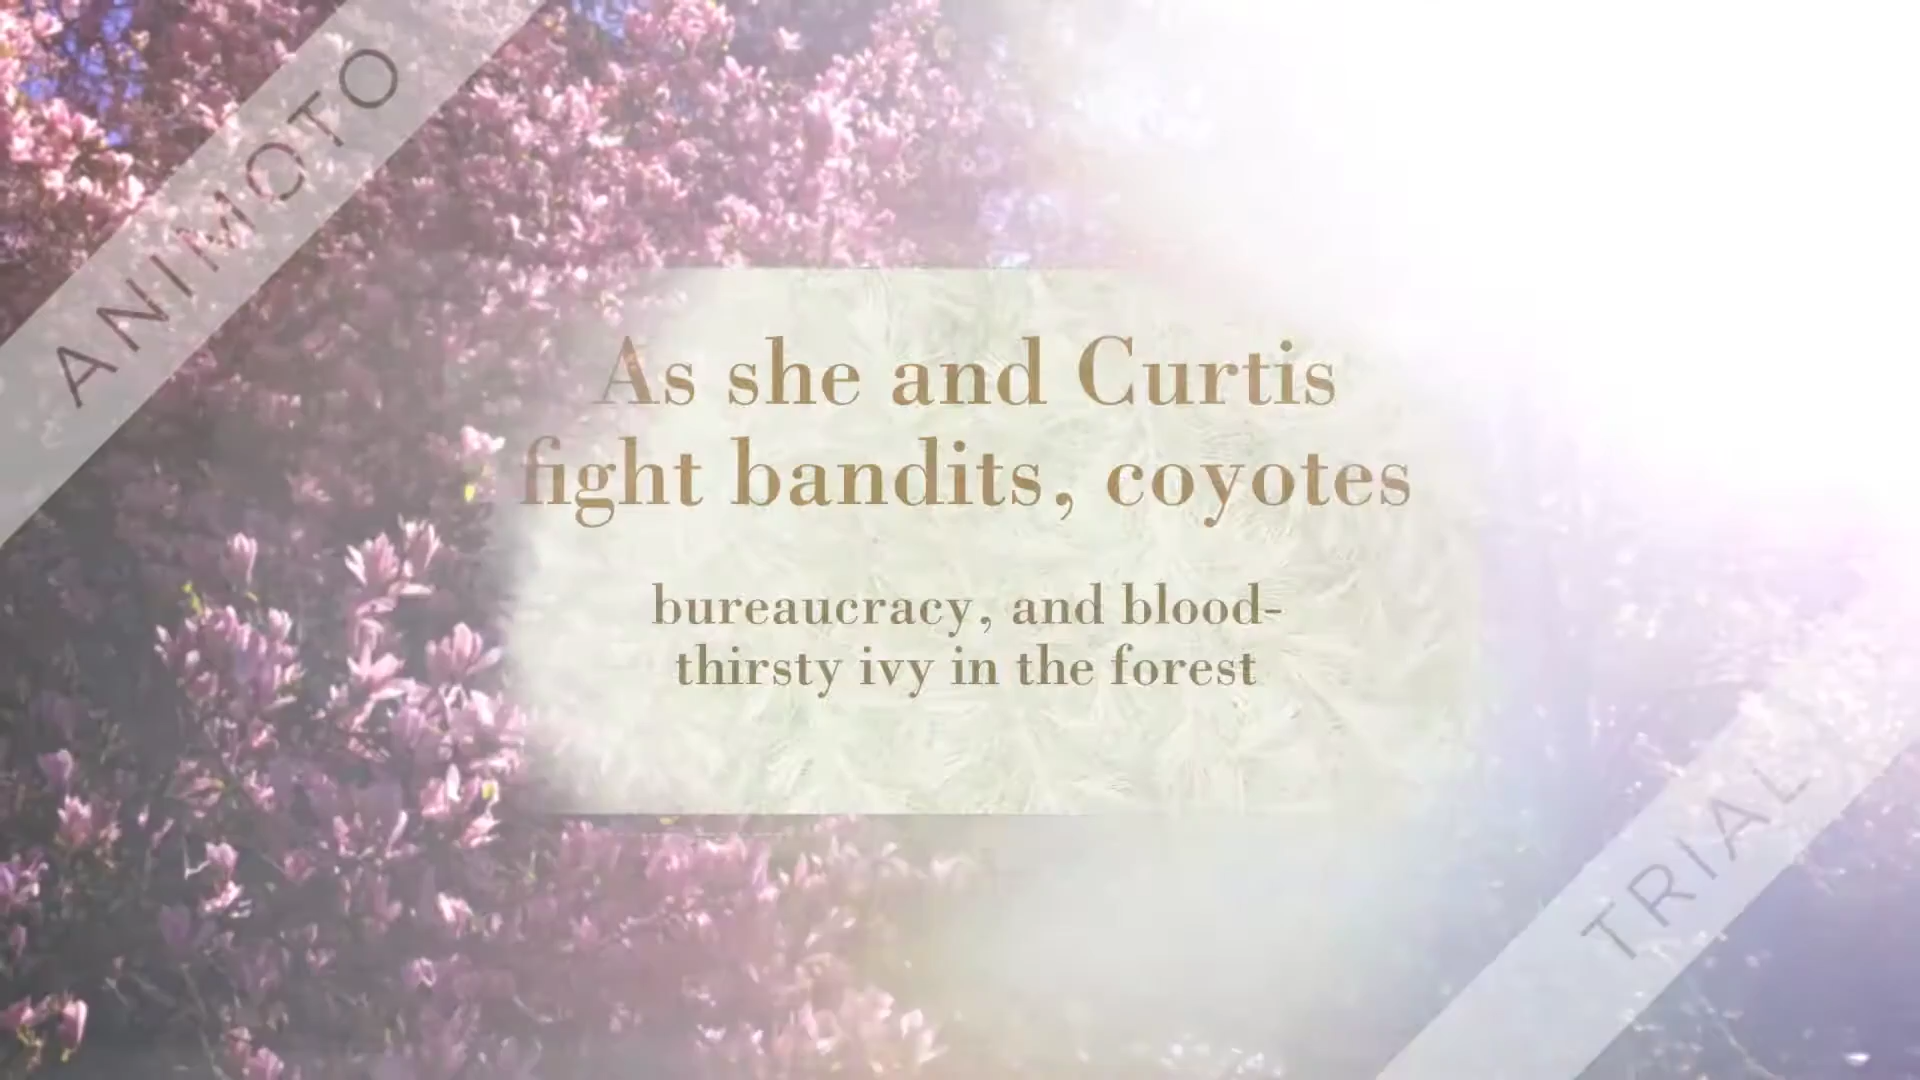 ANIMOTO
As she and Curtis
fight bandits, coyotes
bureaucracy, and blood-
thirsty ivy in the forest
TRIAL